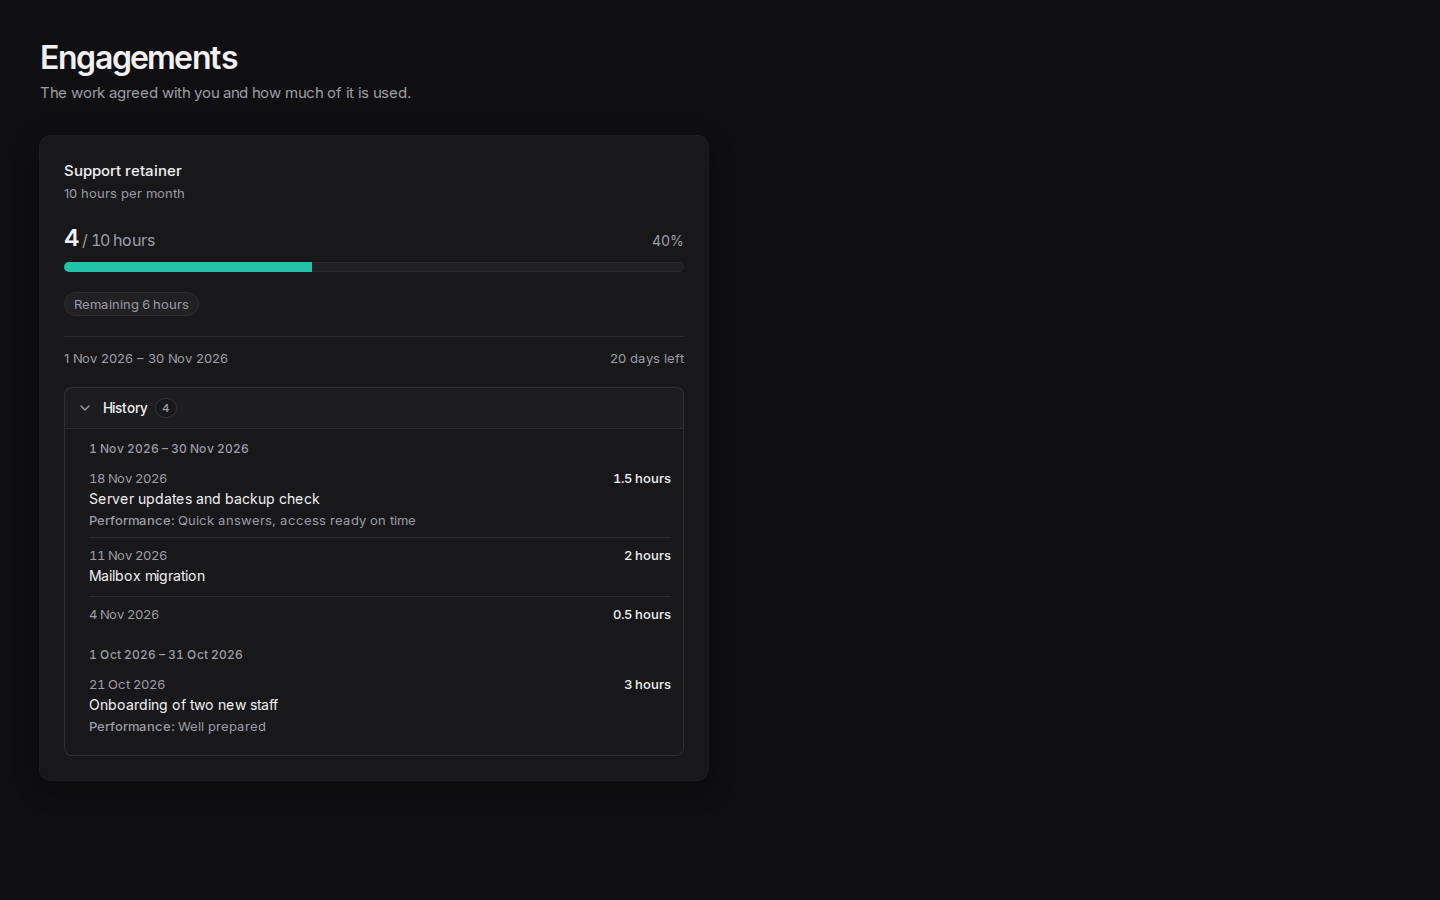 Engagements
The work agreed with you and how much of it is used.
Support retainer
10 hours per month
4 / 10 hours
40%
Remaining 6 hours
1 Nov 2026 – 30 Nov 2026
20 days left
History 4
1 Nov 2026 – 30 Nov 2026
18 Nov 2026
1.5 hours
Server updates and backup check
Performance: Quick answers, access ready on time
11 Nov 2026
2 hours
Mailbox migration
4 Nov 2026
0.5 hours
1 Oct 2026 – 31 Oct 2026
21 Oct 2026
3 hours
Onboarding of two new staff
Performance: Well prepared